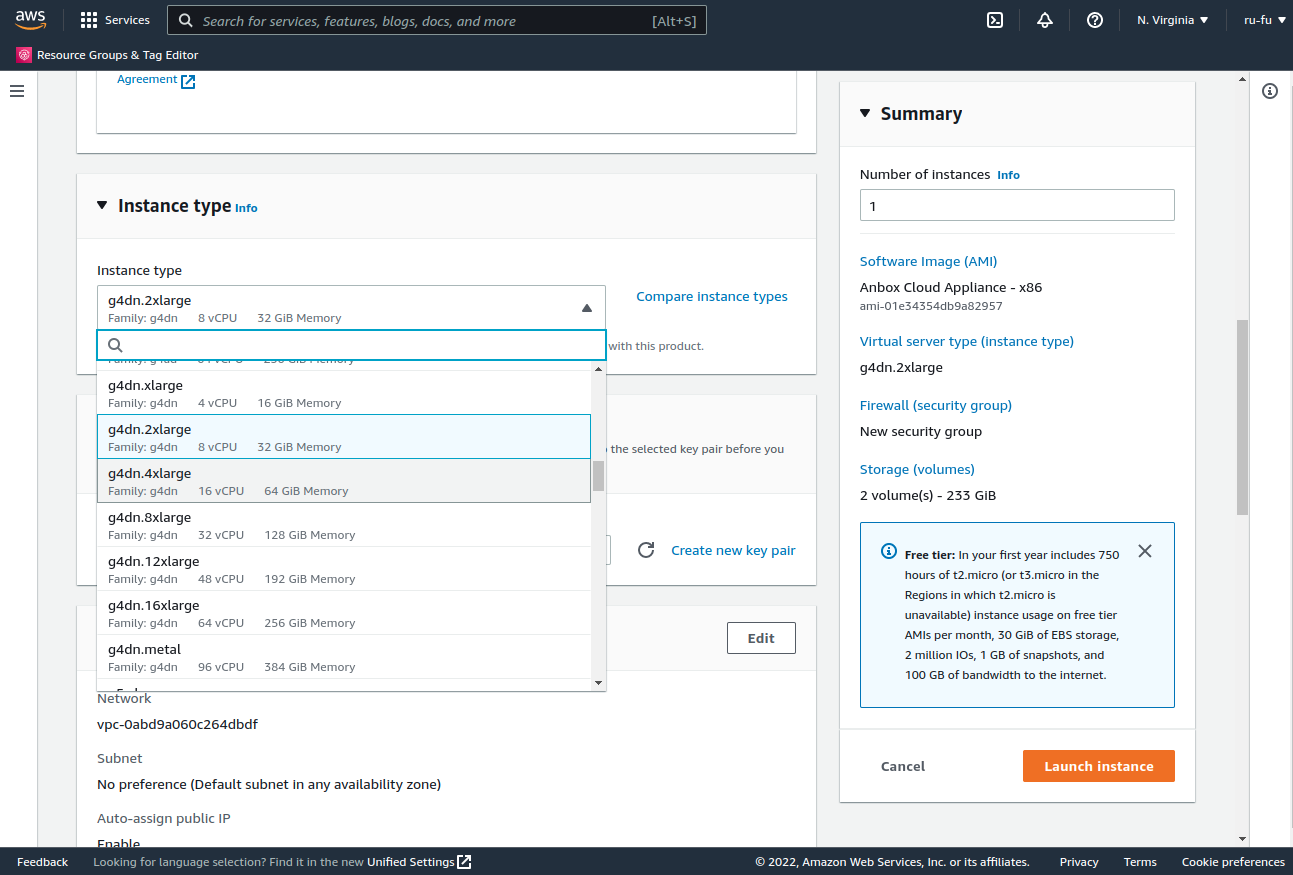 aws
Services
Search for services, features, blogs, docs, and more [Alt+S]
N. Virginia
ru-fu
Resource Groups & Tag Editor
Agreement
Instance type Info
Instance type
g4dn.2xlarge
Family: g4dn 8 vCPU 32 GiB Memory
Compare instance types
with this product.
g4dn.xlarge
Family: g4dn 4 vCPU 16 GiB Memory
g4dn.2xlarge
Family: g4dn 8 vCPU 32 GiB Memory
the selected key pair before you
g4dn.4xlarge
Family: g4dn 16 vCPU 64 GiB Memory
g4dn.8xlarge
Family: g4dn 32 vCPU 128 GiB Memory
Create new key pair
g4dn.12xlarge
Family: g4dn 48 vCPU 192 GiB Memory
g4dn.16xlarge
Family: g4dn 64 vCPU 256 GiB Memory
Edit
g4dn.metal
Family: g4dn 96 vCPU 384 GiB Memory
Network
vpc-0abd9a060c264dbdf
Subnet
No preference (Default subnet in any availability zone)
Auto-assign public IP
Enable
Summary
Number of instances Info
1
Software Image (AMI)
Anbox Cloud Appliance - x86
ami-01e34354db9a82957
Virtual server type (instance type)
g4dn.2xlarge
Firewall (security group)
New security group
Storage (volumes)
2 volume(s) - 233 GiB
Free tier: In your first year includes 750
hours of t2.micro (or t3.micro in the
Regions in which t2.micro is
unavailable) instance usage on free tier
AMIs per month, 30 GiB of EBS storage,
2 million IOs, 1 GB of snapshots, and
100 GB of bandwidth to the internet.
Cancel
Launch instance
Feedback
Looking for language selection? Find it in the new Unified Settings
© 2022, Amazon Web Services, Inc. or its affiliates.
Privacy
Terms
Cookie preferences